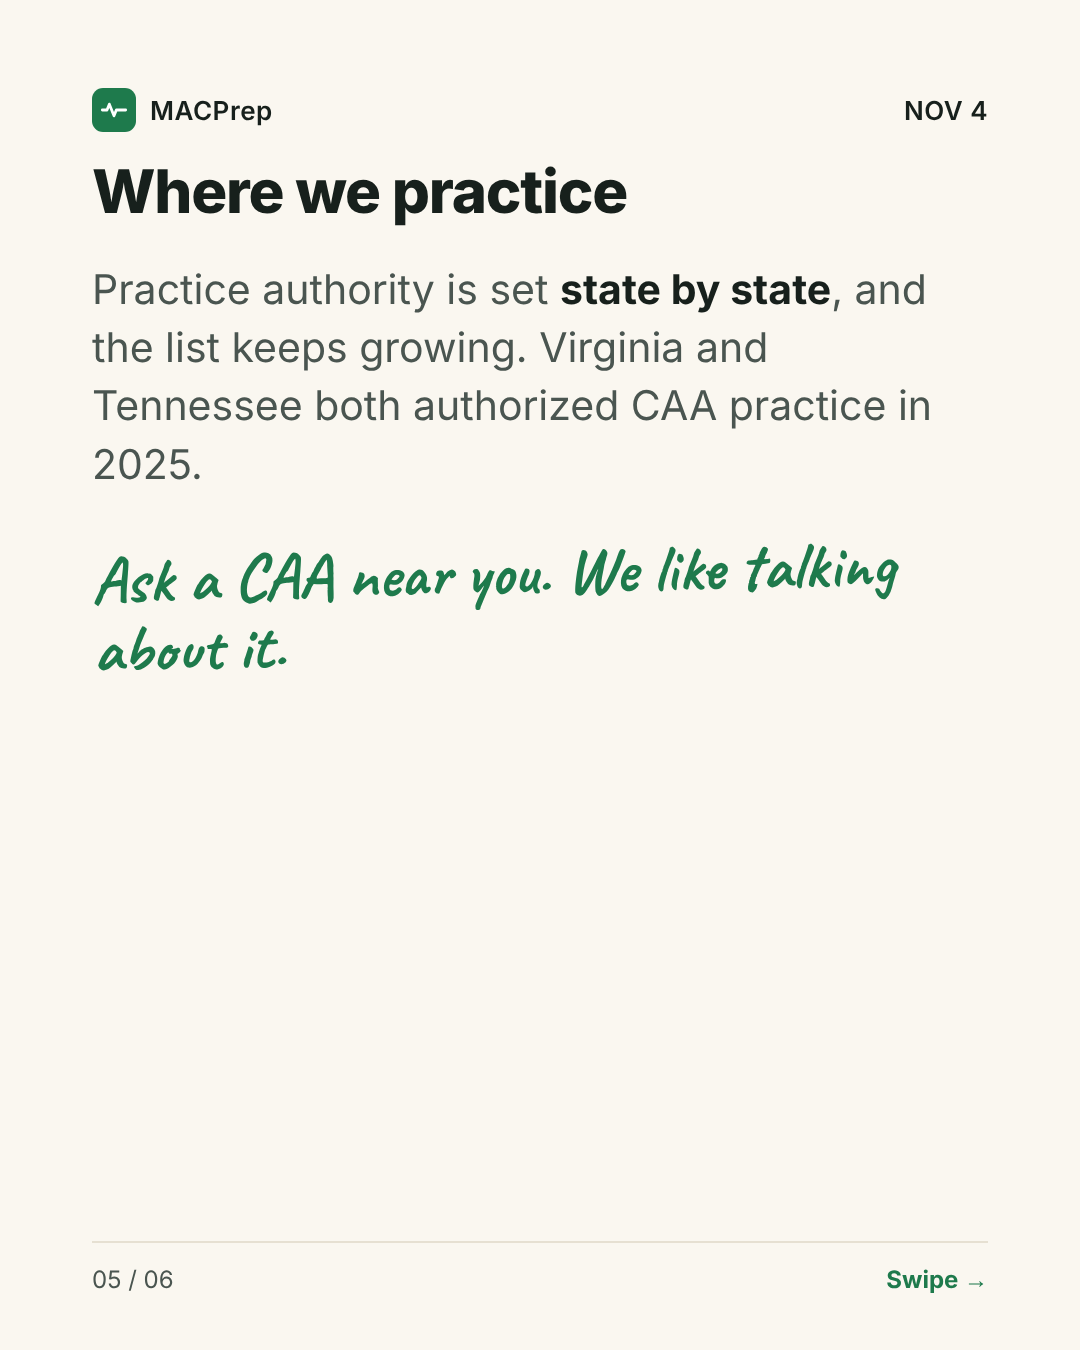 MACPrep
NOV 4
Where we practice
Practice authority is set state by state, and
the list keeps growing. Virginia and
Tennessee both authorized CAA practice in
2025.
Ask a CAA near you. We like talking
about it.
05 / 06
Swipe →